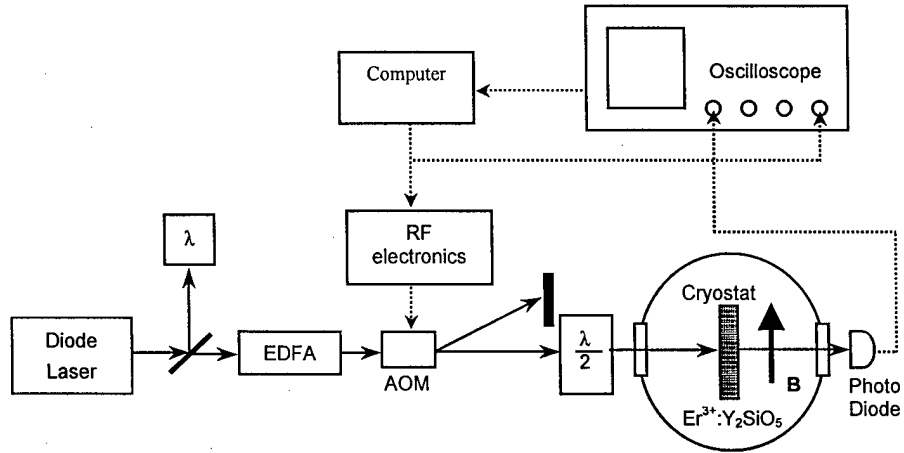 Computer
Oscilloscope
RF
electronics
λ
Diode
Laser
EDFA
AOM
λ
2
Cryostat
B
Er³⁺:Y₂SiO₅
Photo
Diode